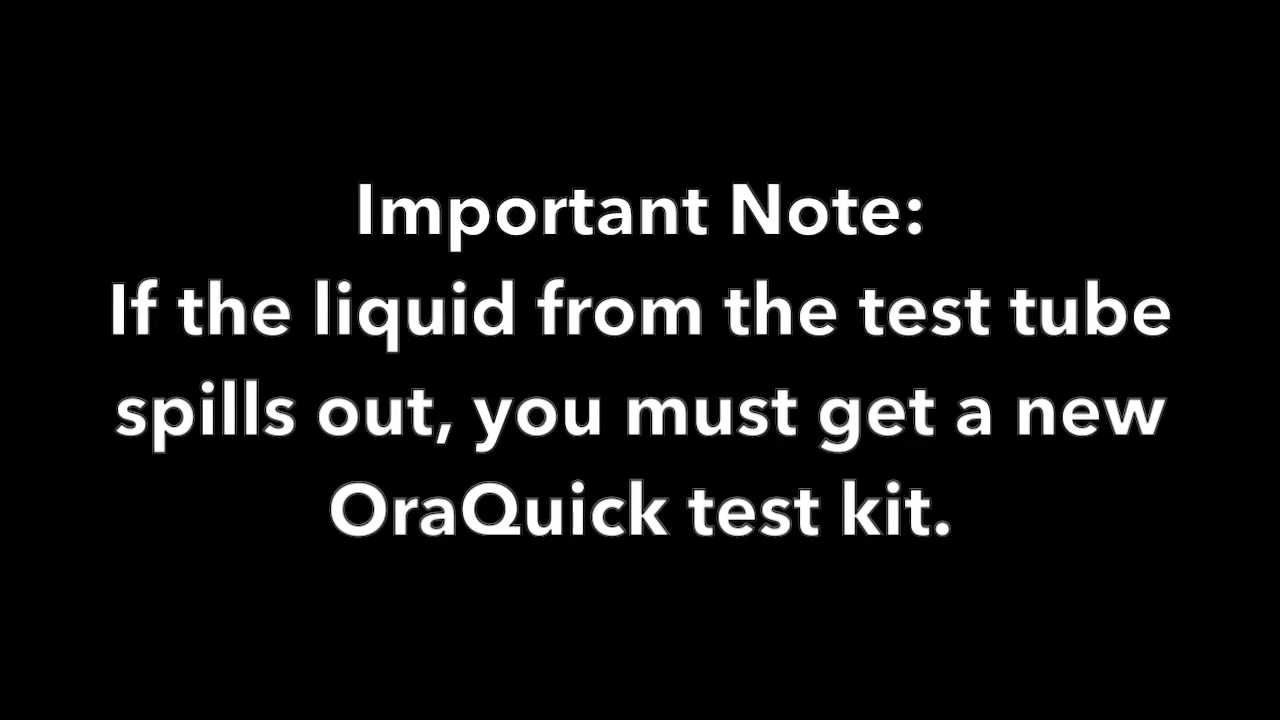 Important Note:
If the liquid from the test tube
spills out, you must get a new
OraQuick test kit.